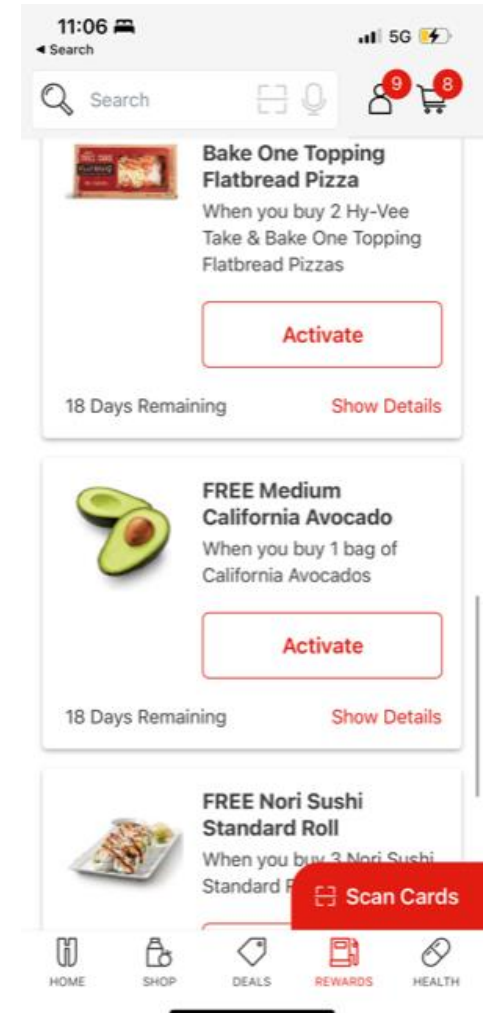 11:06
5G
◄ Search
Search
9
8
Bake One Topping
Flatbread Pizza
When you buy 2 Hy-Vee
Take & Bake One Topping
Flatbread Pizzas
Activate
18 Days Remaining
Show Details
FREE Medium
California Avocado
When you buy 1 bag of
California Avocados
Activate
18 Days Remaining
Show Details
FREE Nori Sushi
Standard Roll
When you buy 3 Nori Sushi
Standard
Scan Cards
HOME
SHOP
DEALS
REWARDS
HEALTH